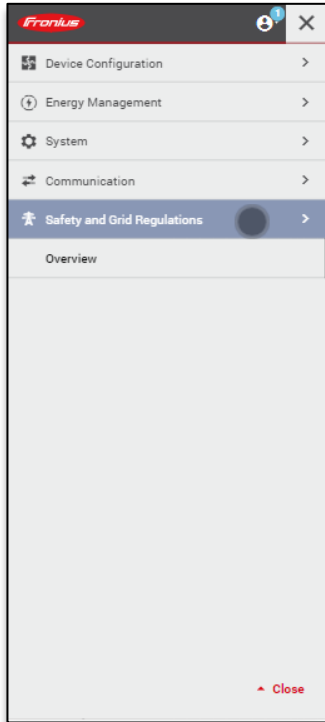 Fronius
1
Device Configuration
Energy Management
System
Communication
Safety and Grid Regulations
Overview
Close